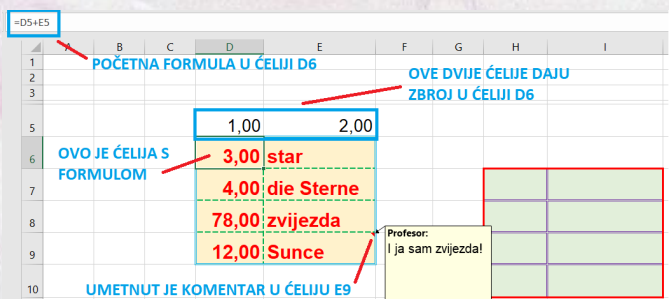 =D5+E5
A B C D E F G H I
POČETNA FORMULA U ĆELIJI D6
OVE DVIJE ĆELIJE DAJU
ZBROJ U ĆELIJI D6
1
2
3
5 1,00 2,00
OVO JE ĆELIJA S
FORMULOM
6 3,00 star
7 4,00 die Sterne
8 78,00 zvijezda
9 12,00 Sunce
Profesor:
I ja sam zvijezda!
10
UMETNUT JE KOMENTAR U ĆELIJU E9